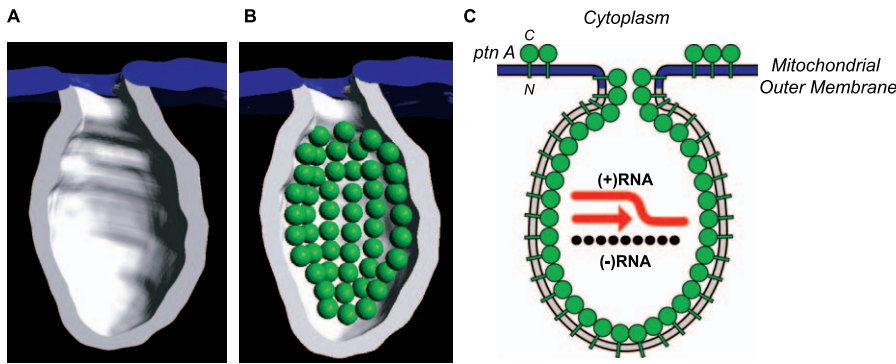 A
B
C
Cytoplasm
C
ptn A
N
Mitochondrial
Outer Membrane
(+)RNA
(-)RNA